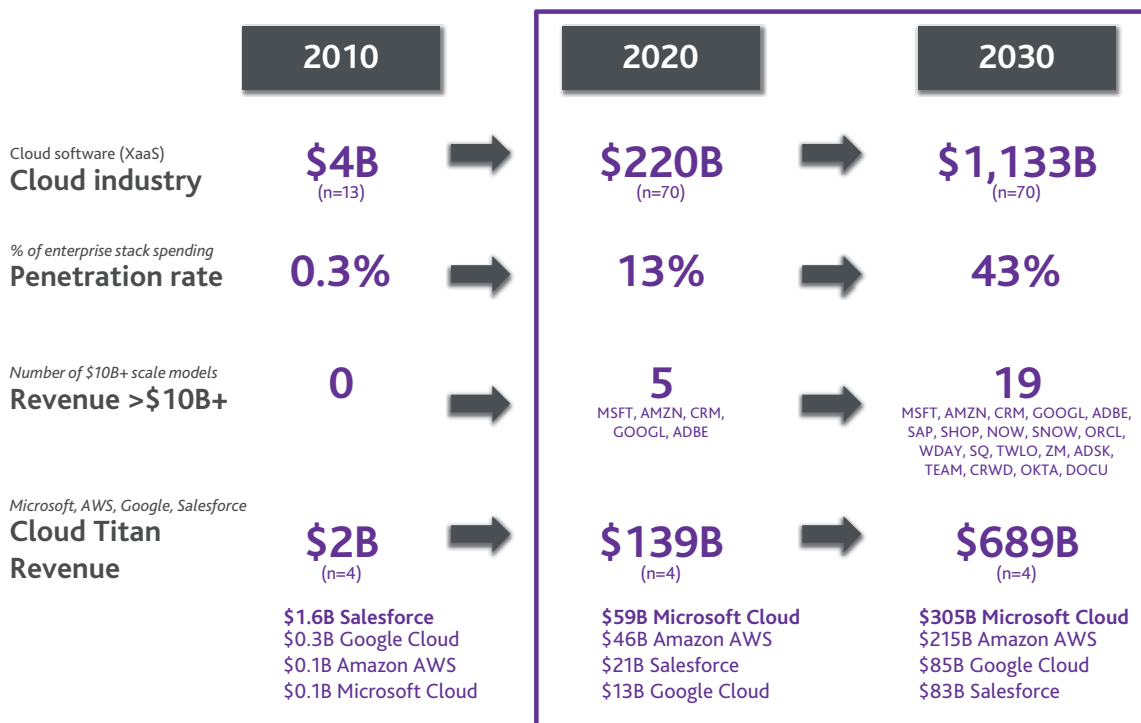 2010
2020
2030
Cloud software (XaaS)
Cloud industry
$4B
(n=13)
$220B
(n=70)
$1,133B
(n=70)
% of enterprise stack spending
Penetration rate
0.3%
13%
43%
Number of $10B+ scale models
Revenue >$10B+
0
5
MSFT, AMZN, CRM,
GOOGL, ADBE
19
MSFT, AMZN, CRM, GOOGL, ADBE,
SAP, SHOP, NOW, SNOW, ORCL,
WDAY, SQ, TWLO, ZM, ADSK,
TEAM, CRWD, OKTA, DOCU
Microsoft, AWS, Google, Salesforce
Cloud Titan
Revenue
$2B
(n=4)
$139B
(n=4)
$689B
(n=4)
$1.6B Salesforce
$0.3B Google Cloud
$0.1B Amazon AWS
$0.1B Microsoft Cloud
$59B Microsoft Cloud
$46B Amazon AWS
$21B Salesforce
$13B Google Cloud
$305B Microsoft Cloud
$215B Amazon AWS
$85B Google Cloud
$83B Salesforce